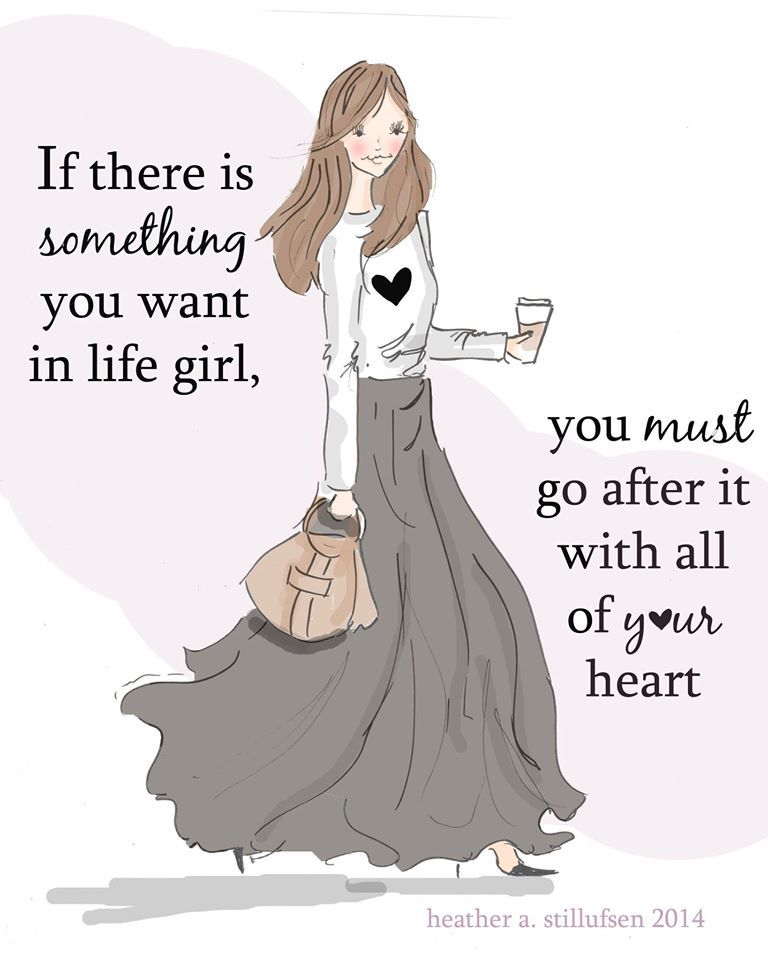 If there is
something
you want
in life girl,
you must
go after it
with all
of y♥ur
heart
heather a. stillufsen 2014